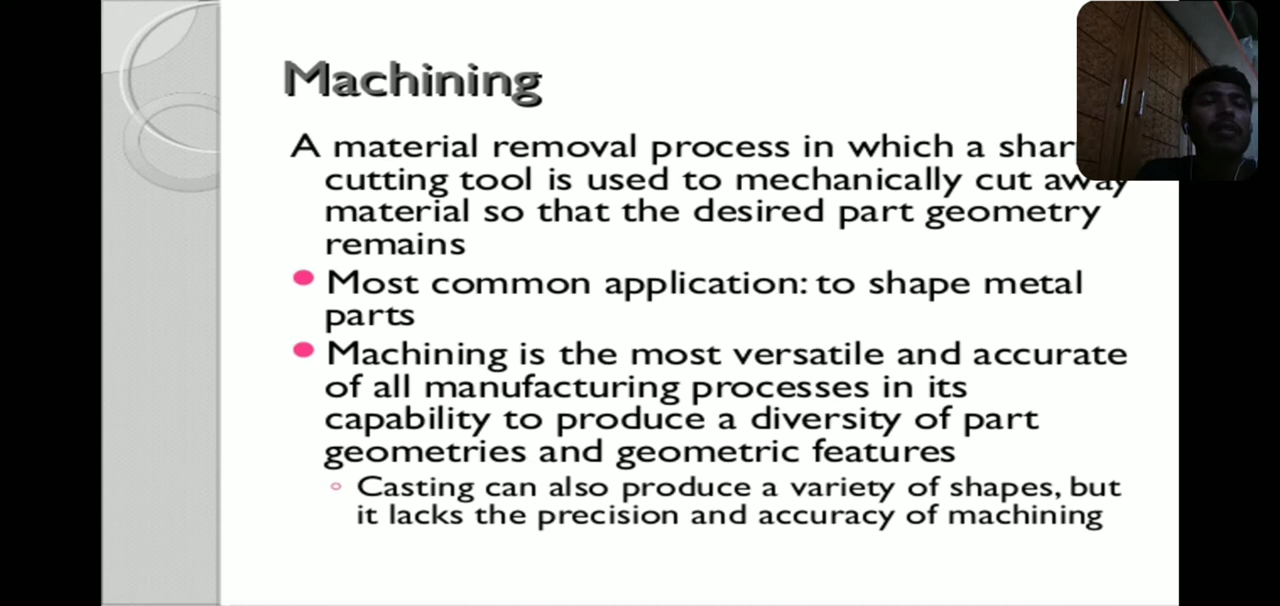 Machining
A material removal process in which a
cutting tool is used to mechanically cut away
material so that the desired part geometry
remains
Most common application: to shape metal
parts
Machining is the most versatile and accurate
of all manufacturing processes in its
capability to produce a diversity of part
geometries and geometric features
Casting can also produce a variety of shapes, but
it lacks the precision and accuracy of machining